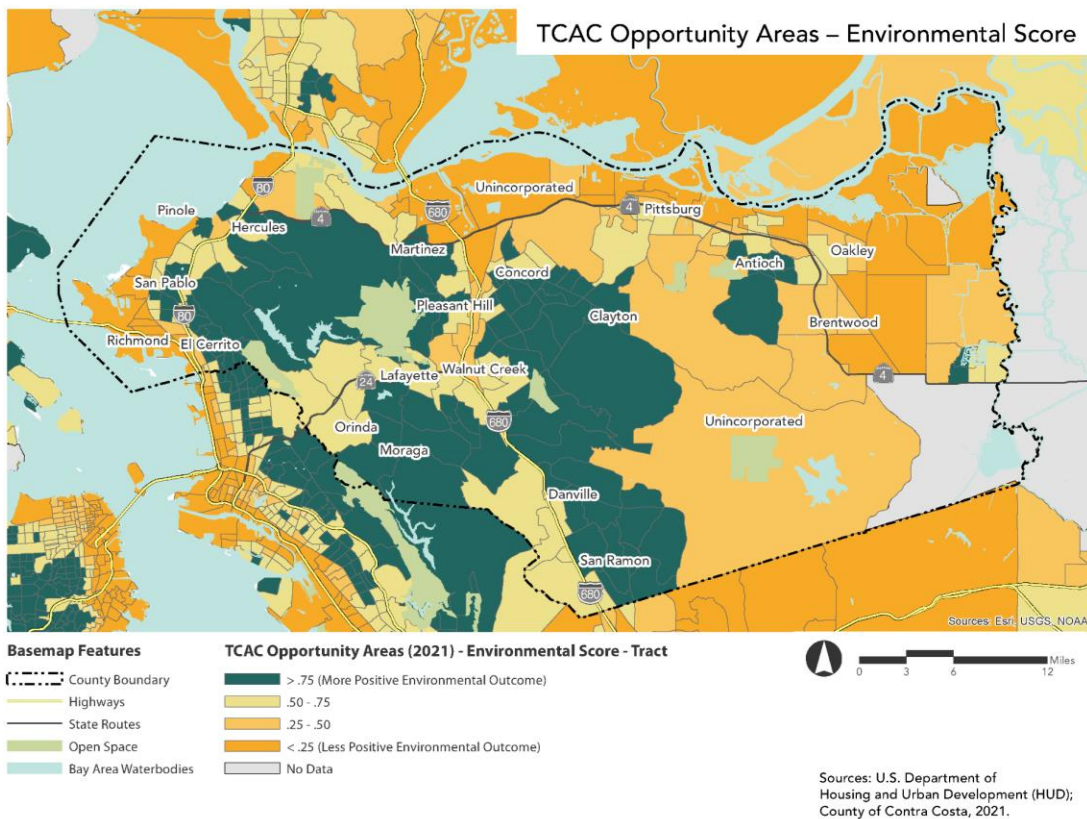 TCAC Opportunity Areas – Environmental Score
Unincorporated
80
4
Pittsburg
Pinole
680
Hercules
4
Martinez
Oakley
Antioch
Concord
San Pablo
Pleasant Hill
Clayton
80
Brentwood
Richmond
El Cerrito
4
Lafayette
Walnut Creek
24
680
Unincorporated
Orinda
Moraga
Danville
San Ramon
680
Sources: Esri, USGS, NOAA
Basemap Features
County Boundary
Highways
State Routes
Open Space
Bay Area Waterbodies
TCAC Opportunity Areas (2021) - Environmental Score - Tract
> .75 (More Positive Environmental Outcome)
.50 - .75
.25 - .50
< .25 (Less Positive Environmental Outcome)
No Data
Miles
0 3 6 12
Sources: U.S. Department of
Housing and Urban Development (HUD);
County of Contra Costa, 2021.